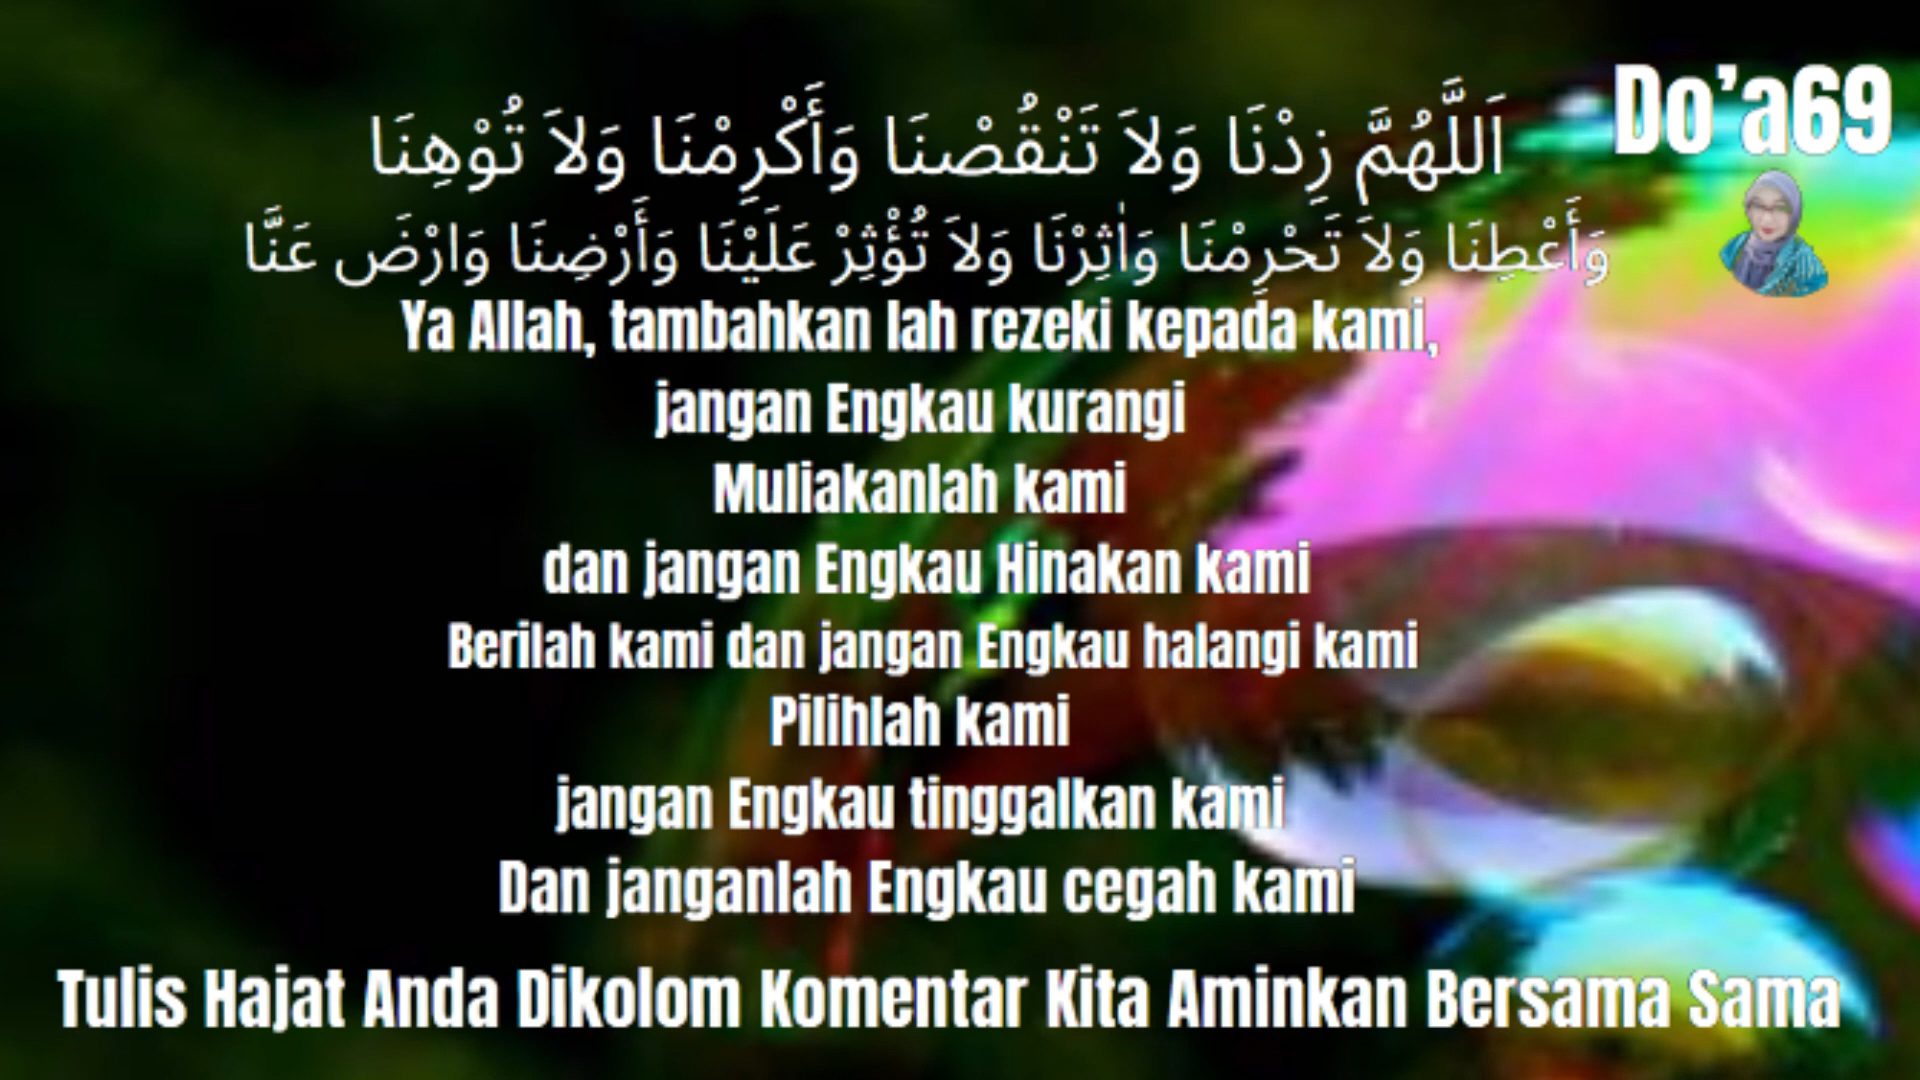 Do'a69
اَللَّهُمَّ زِدْنَا وَلاَ تَنْقُصْنَا وَأَكْرِمْنَا وَلاَ تُوْهِنَا
وَأَعْطِنَا وَلاَ تَحْرِمْنَا وَاٰثِرْنَا وَلاَ تُؤْثِرْ عَلَيْنَا وَأَرْضِنَا وَارْضَ عَنَّا
Ya Allah, tambahkan lah rezeki kepada kami,
jangan Engkau kurangi
Muliakanlah kami
dan jangan Engkau Hinakan kami
Berilah kami dan jangan Engkau halangi kami
Pilihlah kami
jangan Engkau tinggalkan kami
Dan janganlah Engkau cegah kami
Tulis Hajat Anda Dikolom Komentar Kita Aminkan Bersama Sama